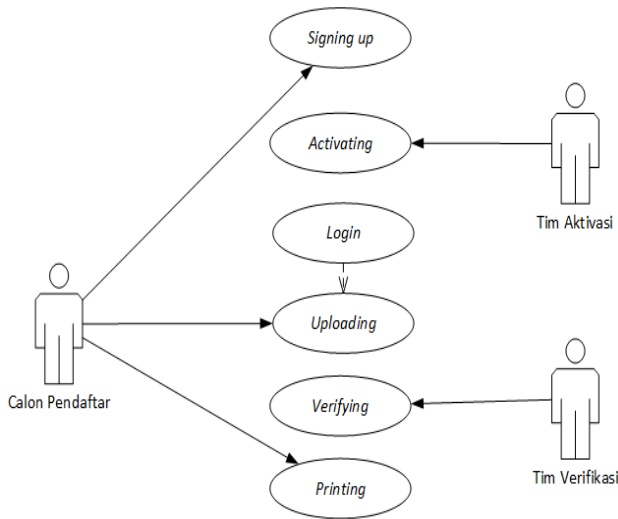 Signing up
Activating
Tim Aktivasi
Login
Uploading
Calon Pendaftar
Verifying
Tim Verifikasi
Printing